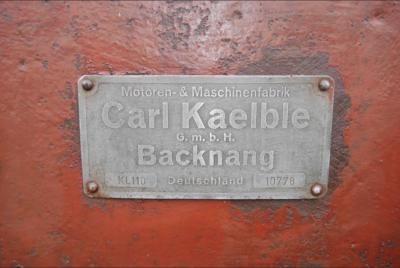 Motoren- & Maschinenfabrik
Carl Kaelble
G. m. b. H.
Backnang
KL110 Deutschland 10778